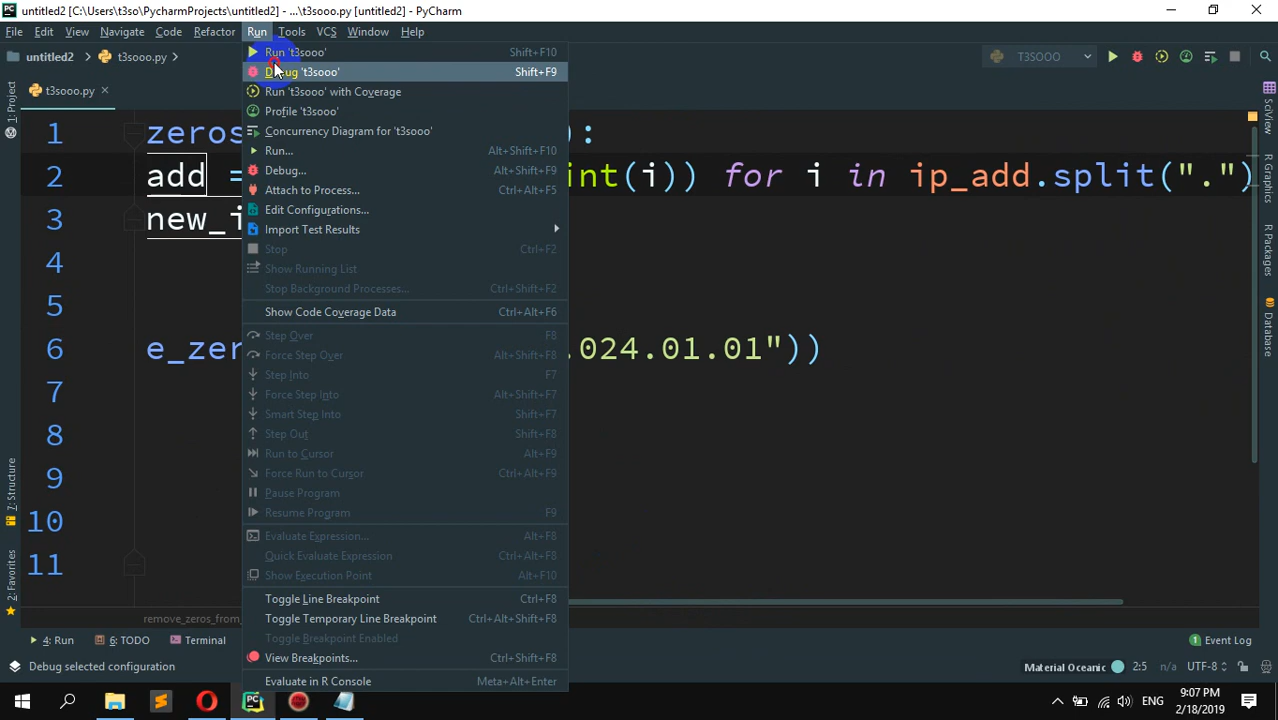 untitled2 [C:\Users\t3so\PycharmProjects\untitled2] - ...\t3sooo.py [untitled2] - PyCharm
File Edit View Navigate Code Refactor Run Tools VCS Window Help
untitled2 t3sooo.py T3SOOO
t3sooo.py
Run 't3sooo' Shift+F10
Debug 't3sooo' Shift+F9
Run 't3sooo' with Coverage
Profile 't3sooo'
Concurrency Diagram for 't3sooo'
Run... Alt+Shift+F10
Debug... Alt+Shift+F9
Attach to Process... Ctrl+Alt+F5
Edit Configurations...
Import Test Results
Stop Ctrl+F2
Show Running List
Stop Background Processes... Ctrl+Shift+F2
Show Code Coverage Data Ctrl+Alt+F6
Step Over F8
Force Step Over Alt+Shift+F8
Step Into F7
Force Step Into Alt+Shift+F7
Smart Step Into Shift+F7
Step Out Shift+F8
Run to Cursor Alt+F9
Force Run to Cursor Ctrl+Alt+F9
Pause Program
Resume Program F9
Evaluate Expression... Alt+F8
Quick Evaluate Expression Ctrl+Alt+F8
Show Execution Point Alt+F10
Toggle Line Breakpoint Ctrl+F8
Toggle Temporary Line Breakpoint Ctrl+Alt+Shift+F8
Toggle Breakpoint Enabled
View Breakpoints... Ctrl+Shift+F8
Evaluate in R Console Meta+Alt+Enter
1 zeros ):
2 add = int(i)) for i in ip_add.split(".")
3 new_i
4
5
6 e_zer .024.01.01"))
7
8
9
10
11
1: Project
7: Structure
2: Favorites
SciView
R Graphics
R Packages
Database
remove_zeros_from_
4: Run 6: TODO Terminal 1 Event Log
Debug selected configuration Material Oceanic 2:5 n/a UTF-8
ENG 9:07 PM
2/18/2019